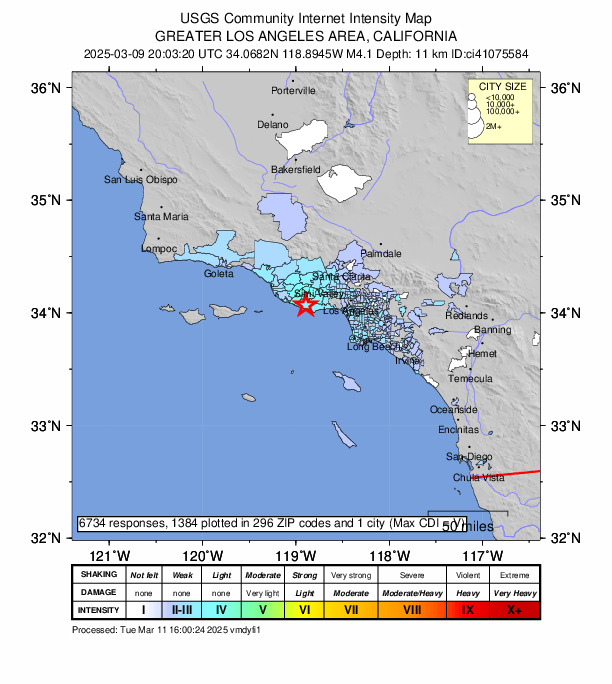 USGS Community Internet Intensity Map
GREATER LOS ANGELES AREA, CALIFORNIA
2025-03-09 20:03:20 UTC 34.0682N 118.8945W M4.1 Depth: 11 km ID:ci41075584
36°N
35°N
34°N
33°N
32°N
36°N
35°N
34°N
33°N
32°N
CITY SIZE
<10,000
10,000+
100,000+
2M+
Porterville
Delano
Bakersfield
San Luis Obispo
Santa Maria
Lompoc
Goleta
Palmdale
Santa Clarita
Simi Valley
Los Angeles
Long Beach
Irvine
Redlands
Banning
Hemet
Temecula
Oceanside
Encinitas
San Diego
Chula Vista
6734 responses, 1384 plotted in 296 ZIP codes and 1 city (Max CDI = V)
50 miles
121°W 120°W 119°W 118°W 117°W
SHAKING Not felt Weak Light Moderate Strong Very strong Severe Violent Extreme
DAMAGE none none none Very light Light Moderate Moderate/Heavy Heavy Very Heavy
INTENSITY I II-III IV V VI VII VIII IX X+
Processed: Tue Mar 11 16:00:24 2025 vmdyfi1